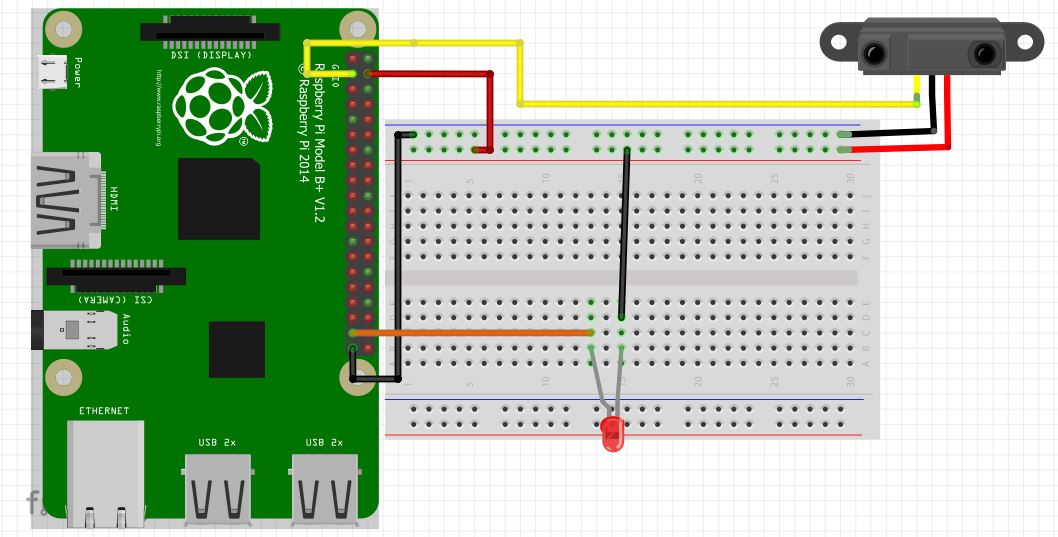 DSI (DISPLAY)
Power
http://www.raspberrypi.org
®
GPIO
Raspberry Pi Model B+ V1.2
© Raspberry Pi 2014
HDMI
CSI (CAMERA)
Audio
ETHERNET
USB 2x
USB 2x
1 5 10 15 20 25 30
J
I
H
G
F
E
D
C
B
A
1 5 10 15 20 25 30
f